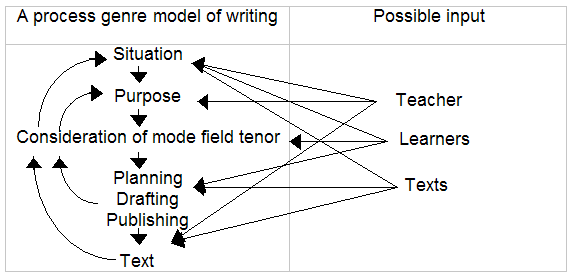 A process genre model of writing
Possible input
Situation
Purpose
Consideration of mode field tenor
Planning
Drafting
Publishing
Text
Teacher
Learners
Texts